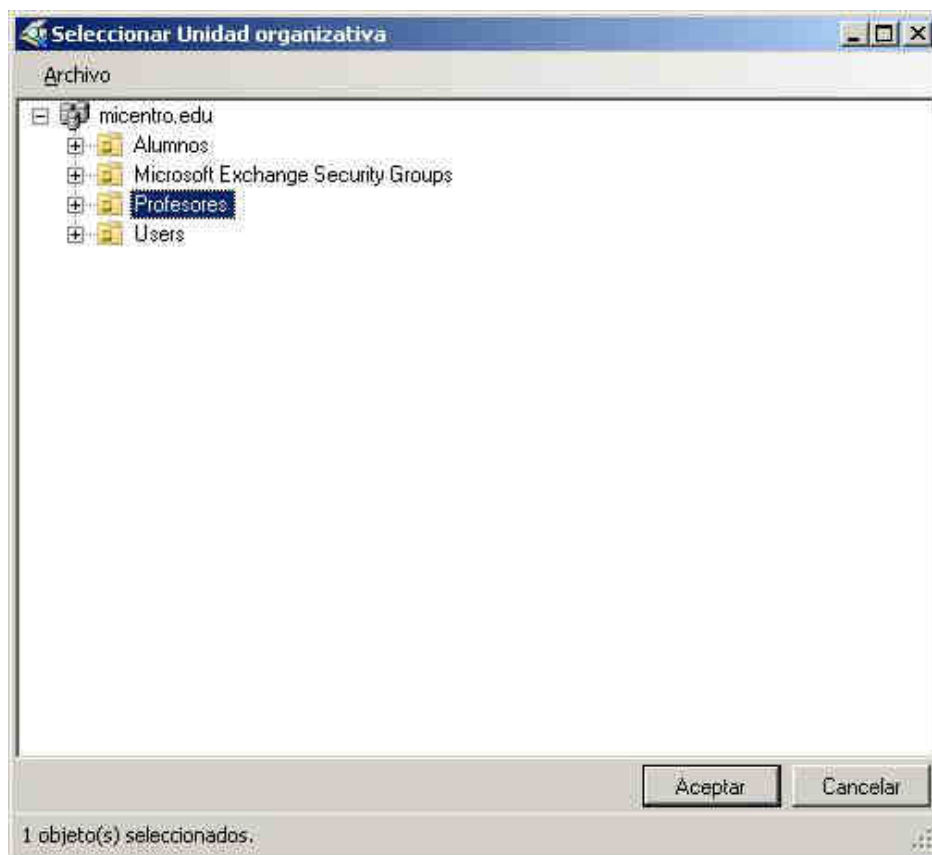 Seleccionar Unidad organizativa
Archivo
micentro.edu
Alumnos
Microsoft Exchange Security Groups
Profesores
Users
Aceptar Cancelar
1 objeto(s) seleccionados.